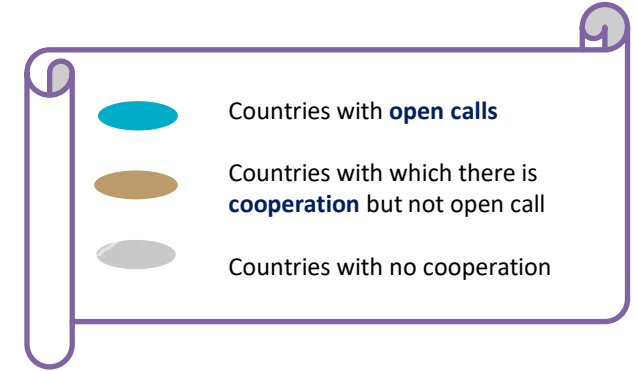 Countries with open calls
Countries with which there is
cooperation but not open call
Countries with no cooperation